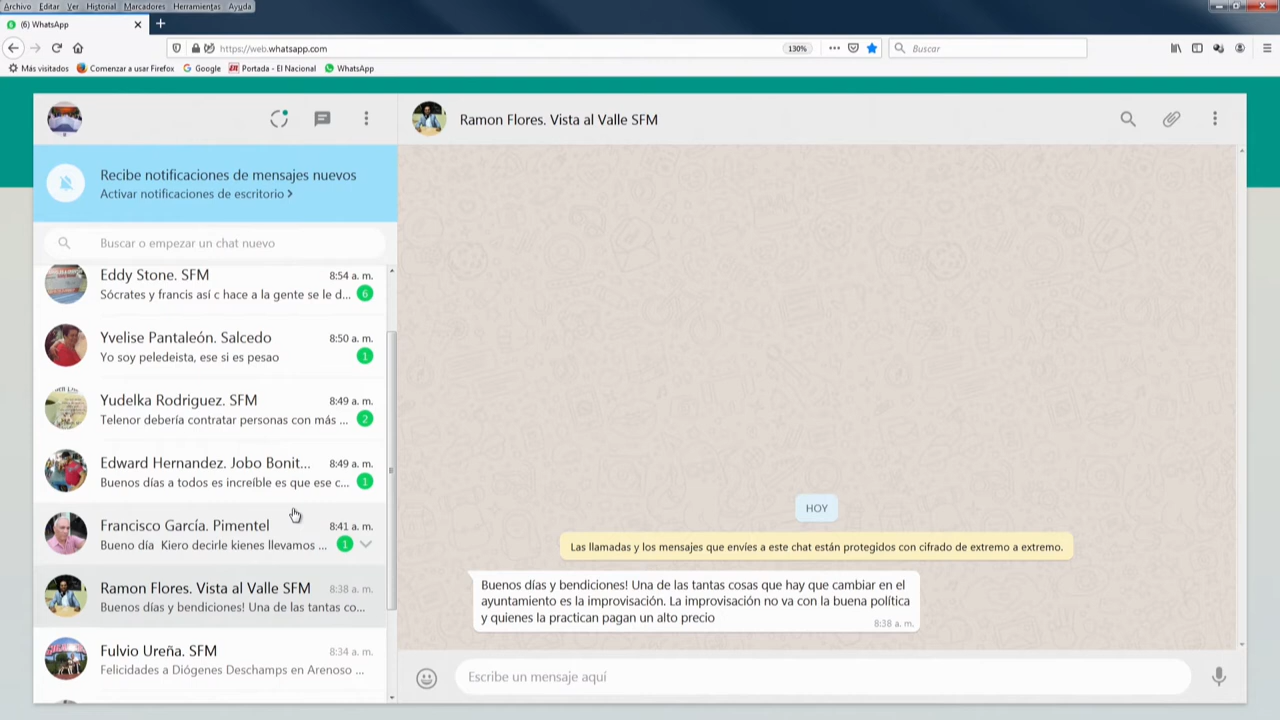 Archivo Editar Ver Historial Marcadores Herramientas Ayuda
(6) WhatsApp
https://web.whatsapp.com
130%
Buscar
Más visitados Comenzar a usar Firefox Google Portada - El Nacional WhatsApp
Ramon Flores. Vista al Valle SFM
Recibe notificaciones de mensajes nuevos
Activar notificaciones de escritorio >
Buscar o empezar un chat nuevo
Eddy Stone. SFM 8:54 a. m.
Sócrates y francis así c hace a la gente se le d... 6
Yvelise Pantaleón. Salcedo 8:50 a. m.
Yo soy peledeista, ese si es pesao 1
Yudelka Rodriguez. SFM 8:49 a. m.
Telenor debería contratar personas con más ... 2
Edward Hernandez. Jobo Bonit... 8:49 a. m.
Buenos días a todos es increíble es que ese c... 1
Francisco García. Pimentel 8:41 a. m.
Bueno día Kiero decirle kienes llevamos ... 1
Ramon Flores. Vista al Valle SFM 8:38 a. m.
Buenos días y bendiciones! Una de las tantas co...
Fulvio Ureña. SFM 8:34 a. m.
Felicidades a Diógenes Deschamps en Arenoso ...
HOY
Las llamadas y los mensajes que envíes a este chat están protegidos con cifrado de extremo a extremo.
Buenos días y bendiciones! Una de las tantas cosas que hay que cambiar en el
ayuntamiento es la improvisación. La improvisación no va con la buena política
y quienes la practican pagan un alto precio
8:38 a. m.
Escribe un mensaje aquí